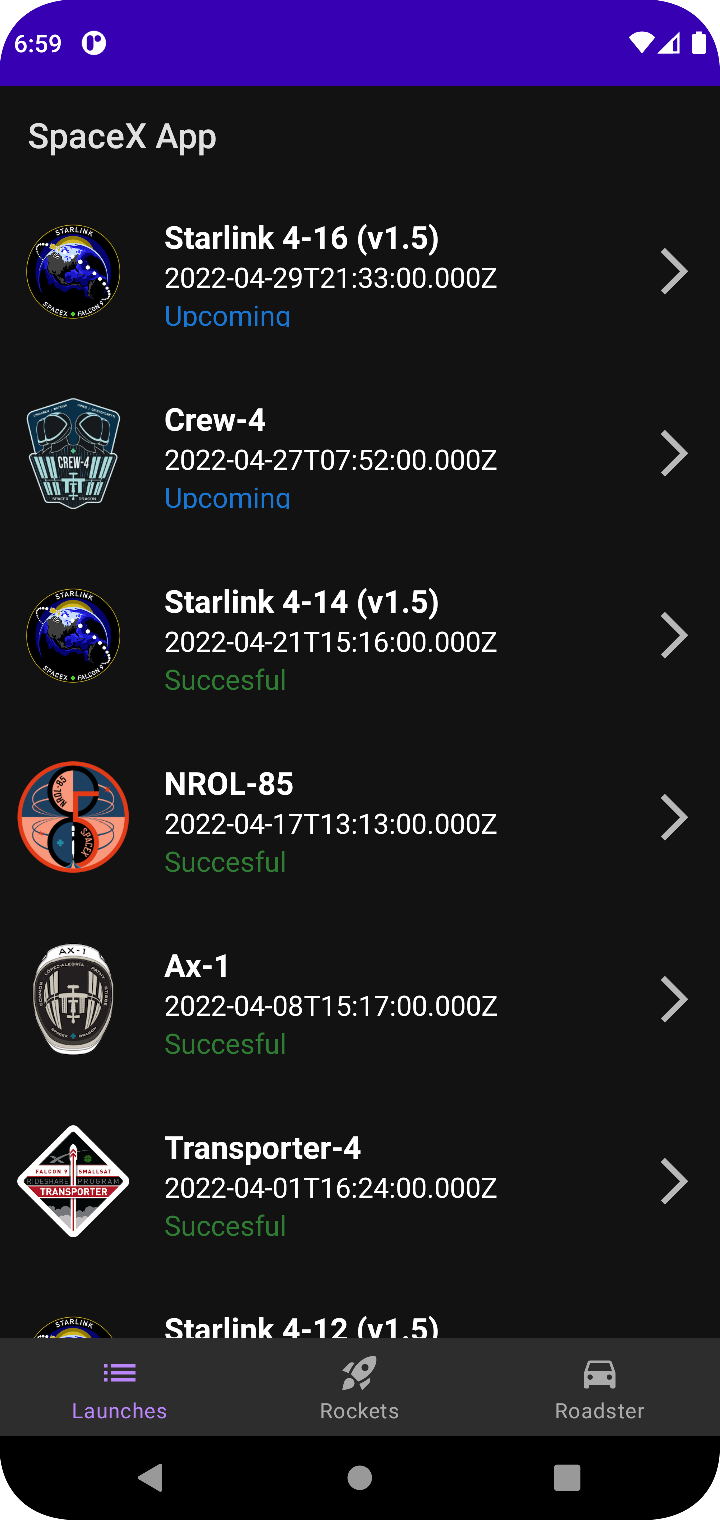 6:59
SpaceX App
STARLINK
SPACEX FALCON 9
Starlink 4-16 (v1.5)
2022-04-29T21:33:00.000Z
Upcoming
CREW-4
SPACEX DRAGON
Crew-4
2022-04-27T07:52:00.000Z
Upcoming
STARLINK
SPACEX FALCON 9
Starlink 4-14 (v1.5)
2022-04-21T15:16:00.000Z
Succesful
NROL-85
SPACEX
NROL-85
2022-04-17T13:13:00.000Z
Succesful
AX-1
SPACEX DRAGON
Ax-1
2022-04-08T15:17:00.000Z
Succesful
FALCON 9 SMALLSAT
RIDESHARE PROGRAM
TRANSPORTER
Transporter-4
2022-04-01T16:24:00.000Z
Succesful
STARLINK
Starlink 4-12 (v1.5)
Launches
Rockets
Roadster